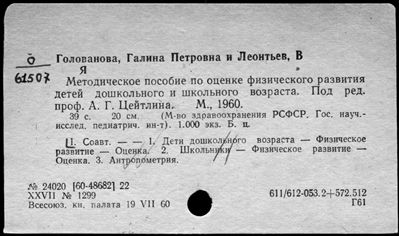 Ō Голованова, Галина Петровна и Леонтьев, В
61507 Я
Методическое пособие по оценке физического развития
детей дошкольного и школьного возраста. Под ред.
проф. А. Г. Цейтлина. М., 1960.
39 с. 20 см. (М-во здравоохранения РСФСР. Гос. науч.-
исслед. педиатрич. ин-т). 1.000 экз. Б. ц.
II. Соавт. — — 1. Дети дошкольного возраста — Физическое
развитие — Оценка. 2. Школьники — Физическое развитие —
Оценка. 3. Антропометрия.
№ 24020 [60-48682] 22
XXVII № 1299 611/612-053.2+572.512
Всесоюз. кн. палата 19 VII 60 Г61